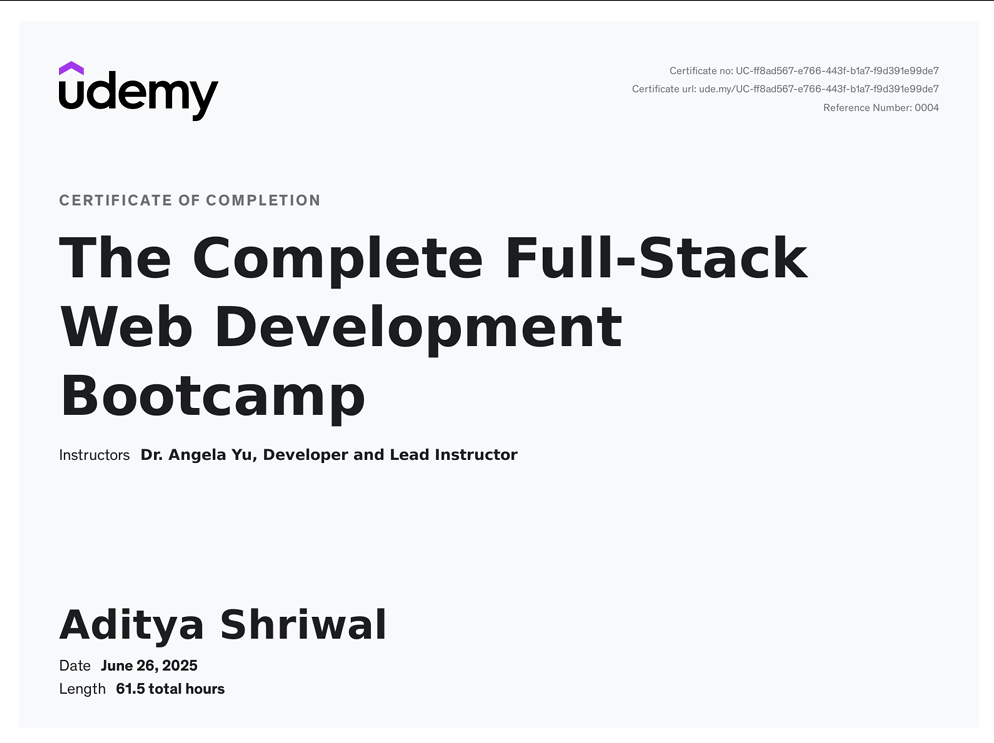 udemy
Certificate no: UC-ff8ad567-e766-443f-b1a7-f9d391e99de7
Certificate url: ude.my/UC-ff8ad567-e766-443f-b1a7-f9d391e99de7
Reference Number: 0004
CERTIFICATE OF COMPLETION
The Complete Full-Stack
Web Development
Bootcamp
Instructors Dr. Angela Yu, Developer and Lead Instructor
Aditya Shriwal
Date June 26, 2025
Length 61.5 total hours